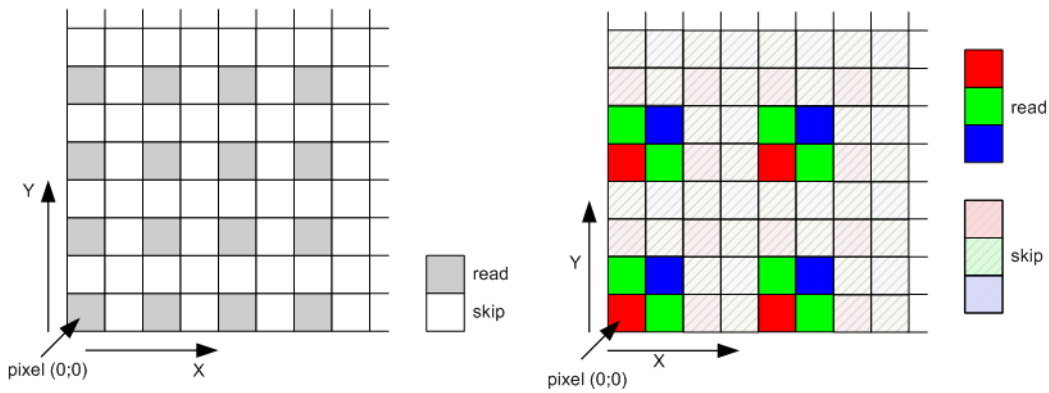 Y
read
skip
pixel (0;0)
X
read
skip
Y
X
pixel (0;0)